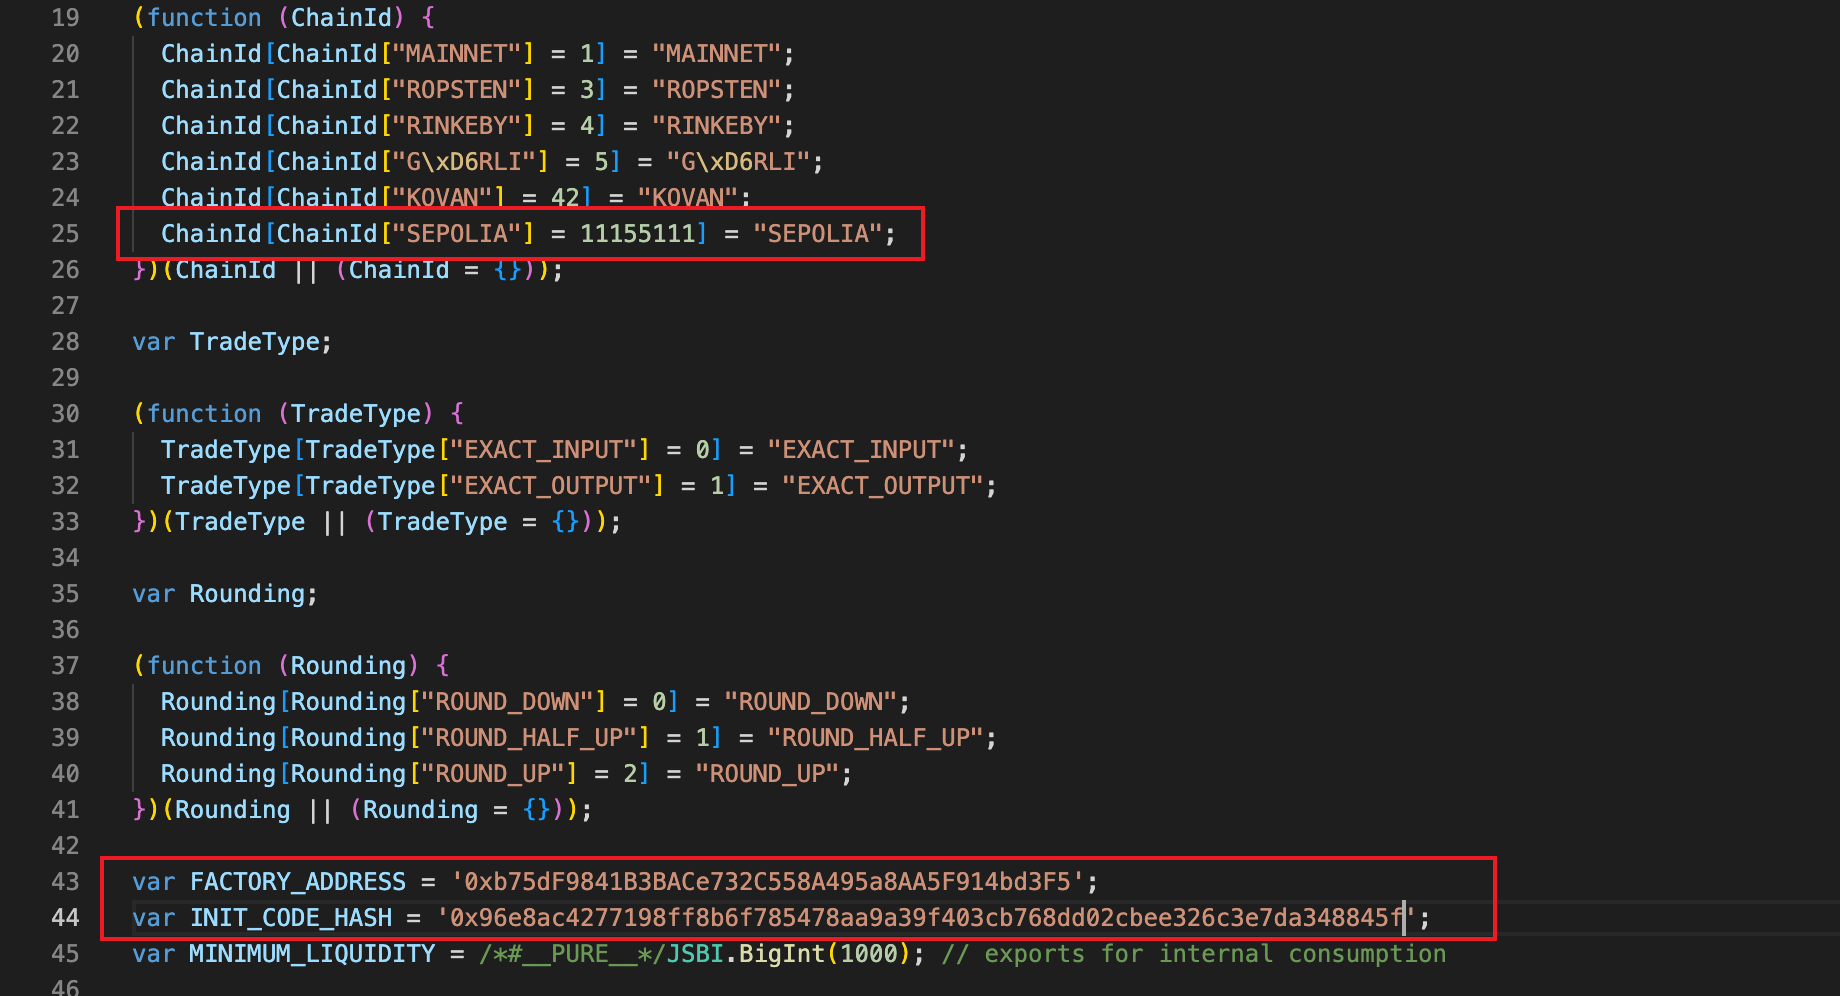 19 (function (ChainId) {
20 ChainId[ChainId["MAINNET"] = 1] = "MAINNET";
21 ChainId[ChainId["ROPSTEN"] = 3] = "ROPSTEN";
22 ChainId[ChainId["RINKEBY"] = 4] = "RINKEBY";
23 ChainId[ChainId["G\xD6RLI"] = 5] = "G\xD6RLI";
24 ChainId[ChainId["KOVAN"] = 42] = "KOVAN";
25 ChainId[ChainId["SEPOLIA"] = 11155111] = "SEPOLIA";
26 })(ChainId || (ChainId = {}));
27
28 var TradeType;
29
30 (function (TradeType) {
31 TradeType[TradeType["EXACT_INPUT"] = 0] = "EXACT_INPUT";
32 TradeType[TradeType["EXACT_OUTPUT"] = 1] = "EXACT_OUTPUT";
33 })(TradeType || (TradeType = {}));
34
35 var Rounding;
36
37 (function (Rounding) {
38 Rounding[Rounding["ROUND_DOWN"] = 0] = "ROUND_DOWN";
39 Rounding[Rounding["ROUND_HALF_UP"] = 1] = "ROUND_HALF_UP";
40 Rounding[Rounding["ROUND_UP"] = 2] = "ROUND_UP";
41 })(Rounding || (Rounding = {}));
42
43 var FACTORY_ADDRESS = '0xb75dF9841B3BACe732C558A495a8AA5F914bd3F5';
44 var INIT_CODE_HASH = '0x96e8ac4277198ff8b6f785478aa9a39f403cb768dd02cbee326c3e7da348845f';
45 var MINIMUM_LIQUIDITY = /*#__PURE__*/JSBI.BigInt(1000); // exports for internal consumption
46